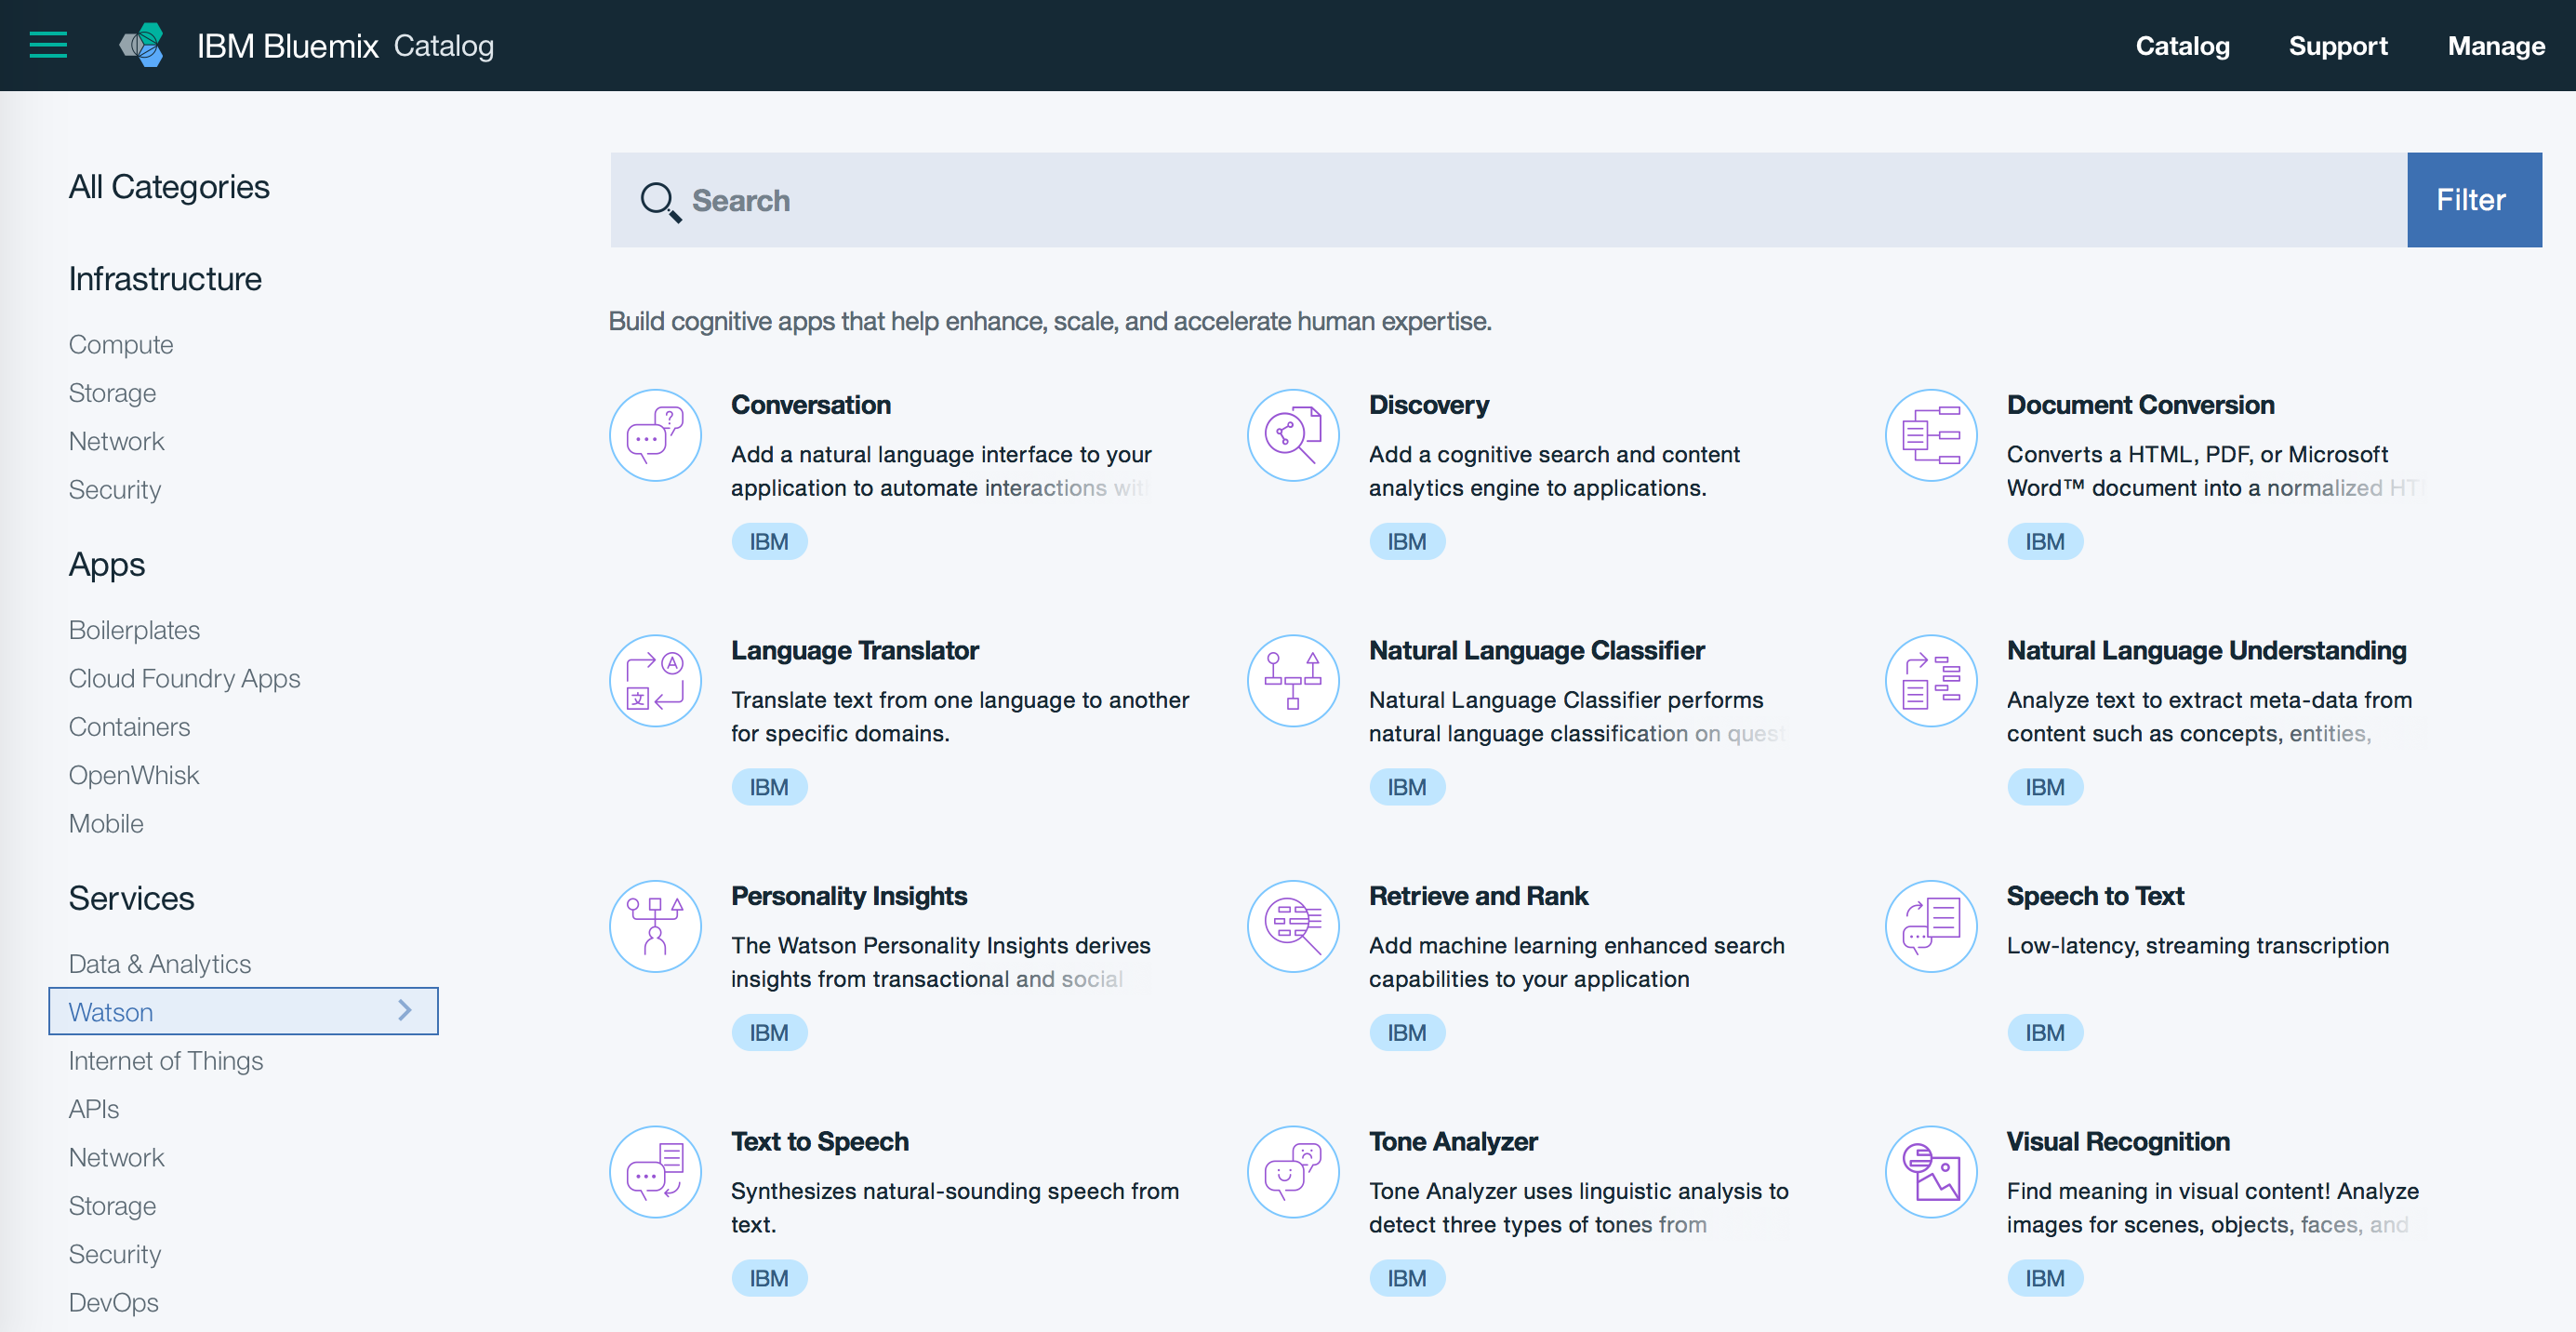 IBM Bluemix Catalog
Catalog Support Manage
All Categories
Infrastructure
Compute
Storage
Network
Security
Apps
Boilerplates
Cloud Foundry Apps
Containers
OpenWhisk
Mobile
Services
Data & Analytics
Watson
Internet of Things
APIs
Network
Storage
Security
DevOps
Search
Filter
Build cognitive apps that help enhance, scale, and accelerate human expertise.
Conversation
Add a natural language interface to your
application to automate interactions with
IBM
Discovery
Add a cognitive search and content
analytics engine to applications.
IBM
Document Conversion
Converts a HTML, PDF, or Microsoft
Word™ document into a normalized
IBM
Language Translator
Translate text from one language to another
for specific domains.
IBM
Natural Language Classifier
Natural Language Classifier performs
natural language classification on quest
IBM
Natural Language Understanding
Analyze text to extract meta-data from
content such as concepts, entities,
IBM
Personality Insights
The Watson Personality Insights derives
insights from transactional and social
IBM
Retrieve and Rank
Add machine learning enhanced search
capabilities to your application
IBM
Speech to Text
Low-latency, streaming transcription
IBM
Text to Speech
Synthesizes natural-sounding speech from
text.
IBM
Tone Analyzer
Tone Analyzer uses linguistic analysis to
detect three types of tones from
IBM
Visual Recognition
Find meaning in visual content! Analyze
images for scenes, objects, faces, and
IBM